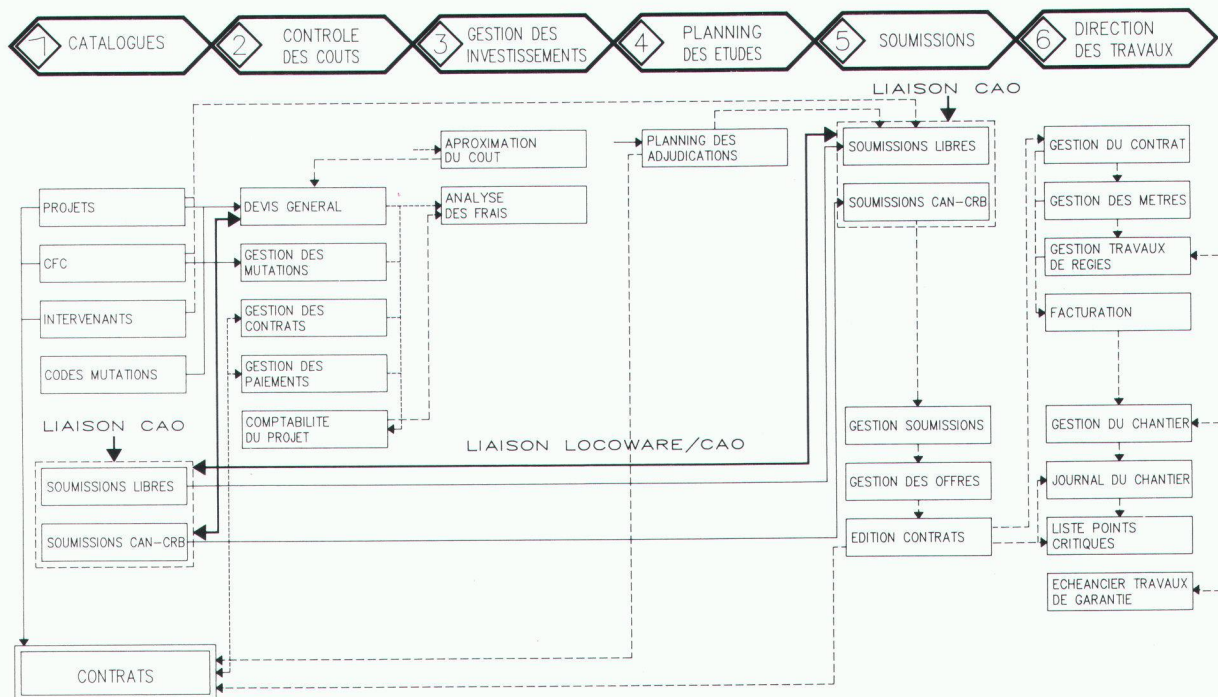 1 CATALOGUES
2 CONTROLE
DES COUTS
3 GESTION DES
INVESTISSEMENTS
4 PLANNING
DES ETUDES
5 SOUMISSIONS
6 DIRECTION
DES TRAVAUX
PROJETS
CFC
INTERVENANTS
CODES MUTATIONS
LIAISON CAO
SOUMISSIONS LIBRES
SOUMISSIONS CAN-CRB
CONTRATS
DEVIS GENERAL
GESTION DES
MUTATIONS
GESTION DES
CONTRATS
GESTION DES
PAIEMENTS
COMPTABILITE
DU PROJET
APROXIMATION
DU COUT
ANALYSE
DES FRAIS
LIAISON LOCOWARE/CAO
PLANNING DES
ADJUDICATIONS
LIAISON CAO
SOUMISSIONS LIBRES
SOUMISSIONS CAN-CRB
GESTION SOUMISSIONS
GESTION DES OFFRES
EDITION CONTRATS
GESTION DU CONTRAT
GESTION DES METRES
GESTION TRAVAUX
DE REGIES
FACTURATION
GESTION DU CHANTIER
JOURNAL DU CHANTIER
LISTE POINTS
CRITIQUES
ECHEANCIER TRAVAUX
DE GARANTIE